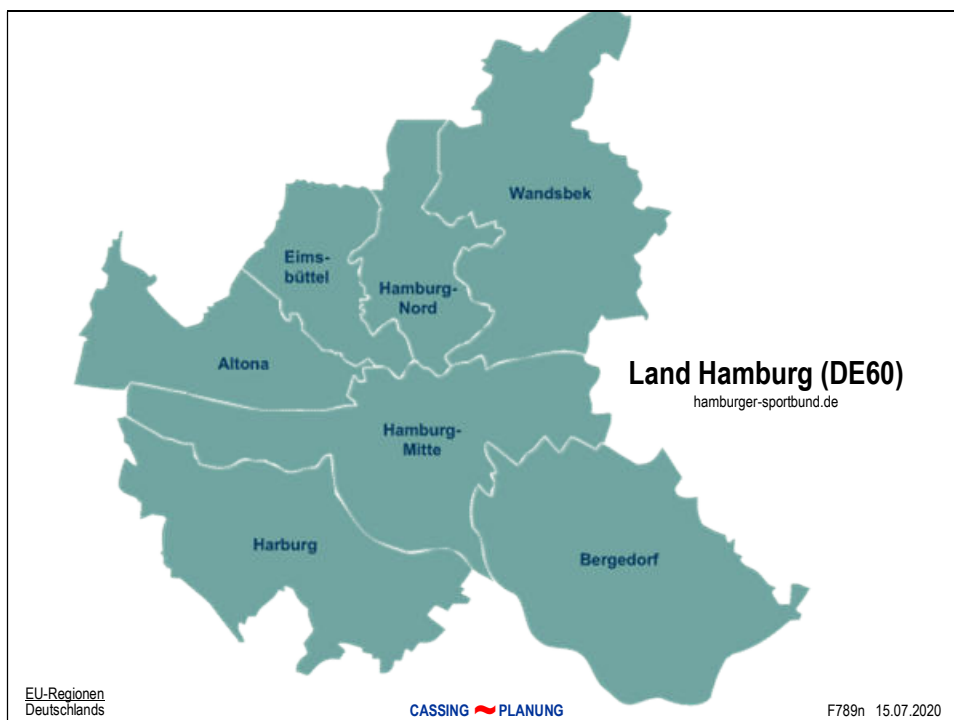 Wandsbek
Eims-
büttel
Hamburg-
Nord
Altona
Land Hamburg (DE60)
hamburger-sportbund.de
Hamburg-
Mitte
Harburg
Bergedorf
EU-Regionen
Deutschlands
CASSING PLANUNG
F789n 15.07.2020